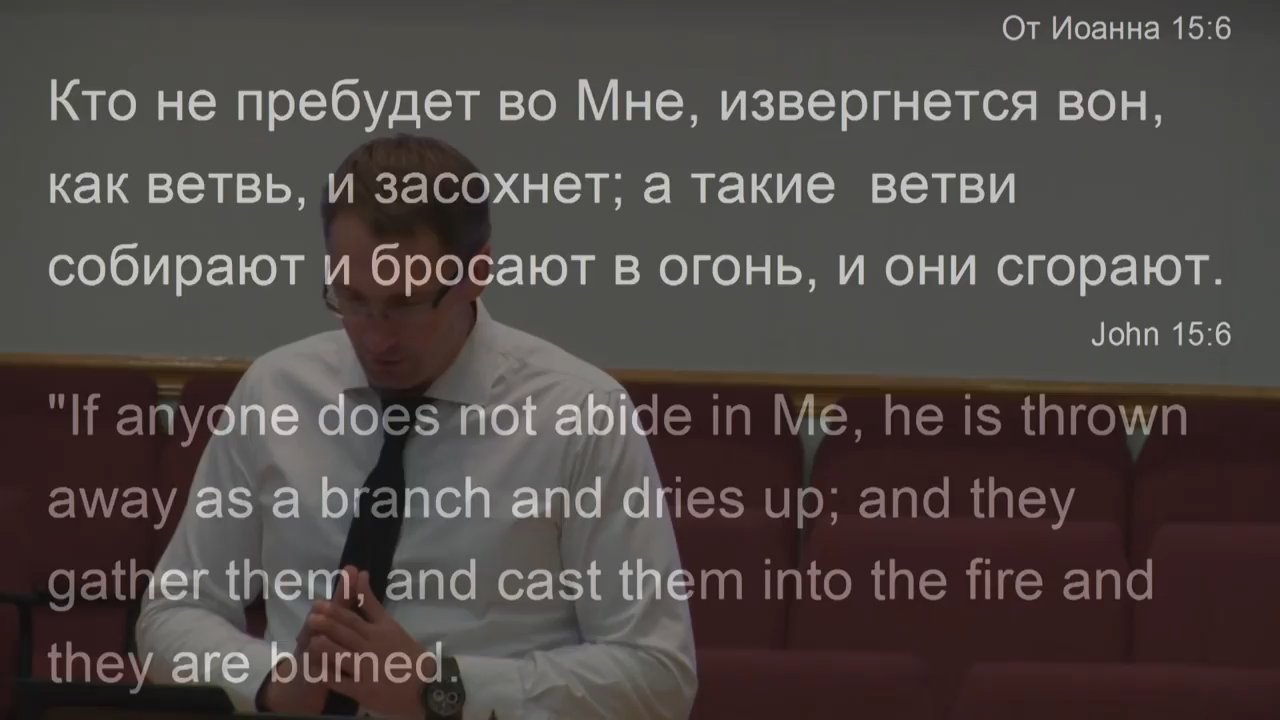 От Иоанна 15:6
Кто не пребудет во Мне, извергнется вон,
как ветвь, и засохнет; а такие ветви
собирают и бросают в огонь, и они сгорают.
John 15:6
"If anyone does not abide in Me, he is thrown
away as a branch and dries up; and they
gather them, and cast them into the fire and
they are burned.